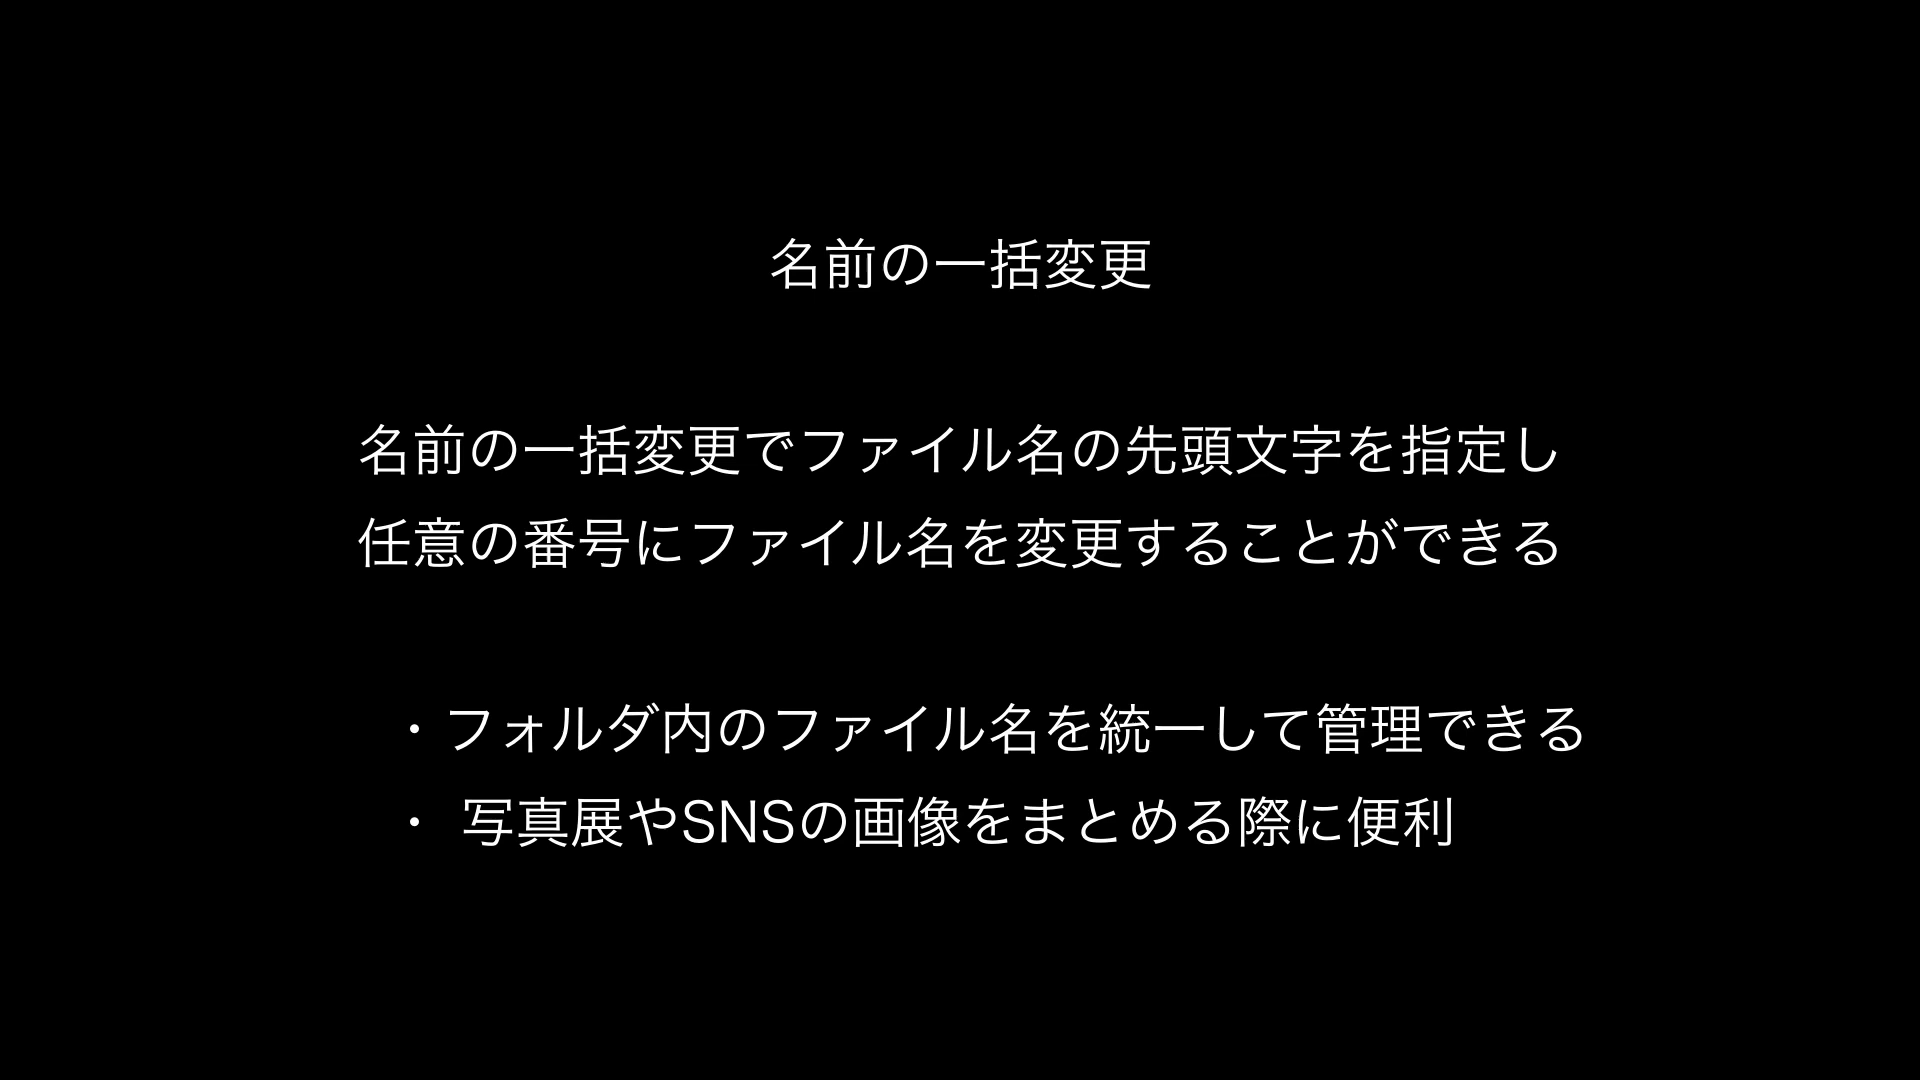 名前の一括変更
名前の一括変更でファイル名の先頭文字を指定し
任意の番号にファイル名を変更することができる
・フォルダ内のファイル名を統一して管理できる
・ 写真展やSNSの画像をまとめる際に便利